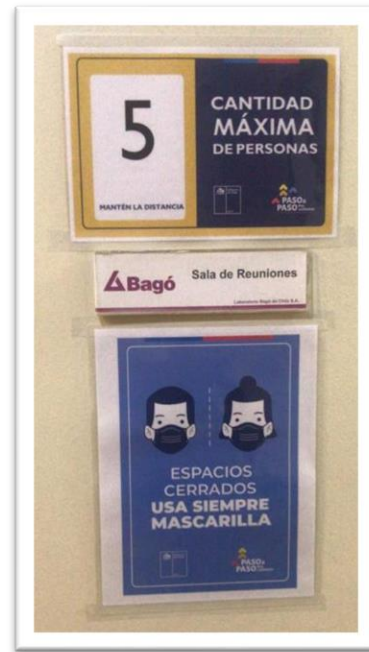 5
MANTÉN LA DISTANCIA
CANTIDAD
MÁXIMA
DE PERSONAS
PASO a
PASO
Bagó
Sala de Reuniones
Laboratorio Bagó de Chile S.A.
ESPACIOS
CERRADOS
USA SIEMPRE
MASCARILLA
PASO a
PASO